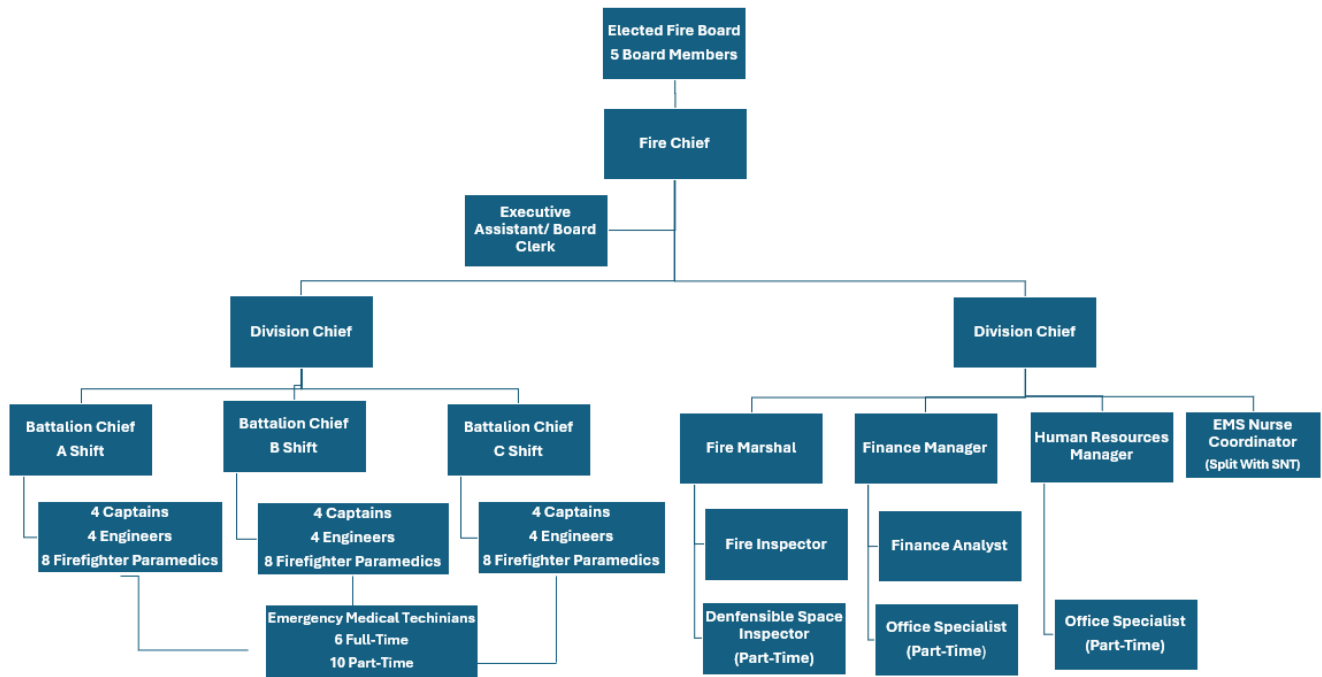 Elected Fire Board
5 Board Members
Fire Chief
Executive
Assistant/ Board
Clerk
Division Chief
Division Chief
Battalion Chief
A Shift
Battalion Chief
B Shift
Battalion Chief
C Shift
Fire Marshal
Finance Manager
Human Resources
Manager
EMS Nurse
Coordinator
(Split With SNT)
4 Captains
4 Engineers
8 Firefighter Paramedics
4 Captains
4 Engineers
8 Firefighter Paramedics
4 Captains
4 Engineers
8 Firefighter Paramedics
Fire Inspector
Finance Analyst
Emergency Medical Techinians
6 Full-Time
10 Part-Time
Denfensible Space
Inspector
(Part-Time)
Office Specialist
(Part-Time)
Office Specialist
(Part-Time)